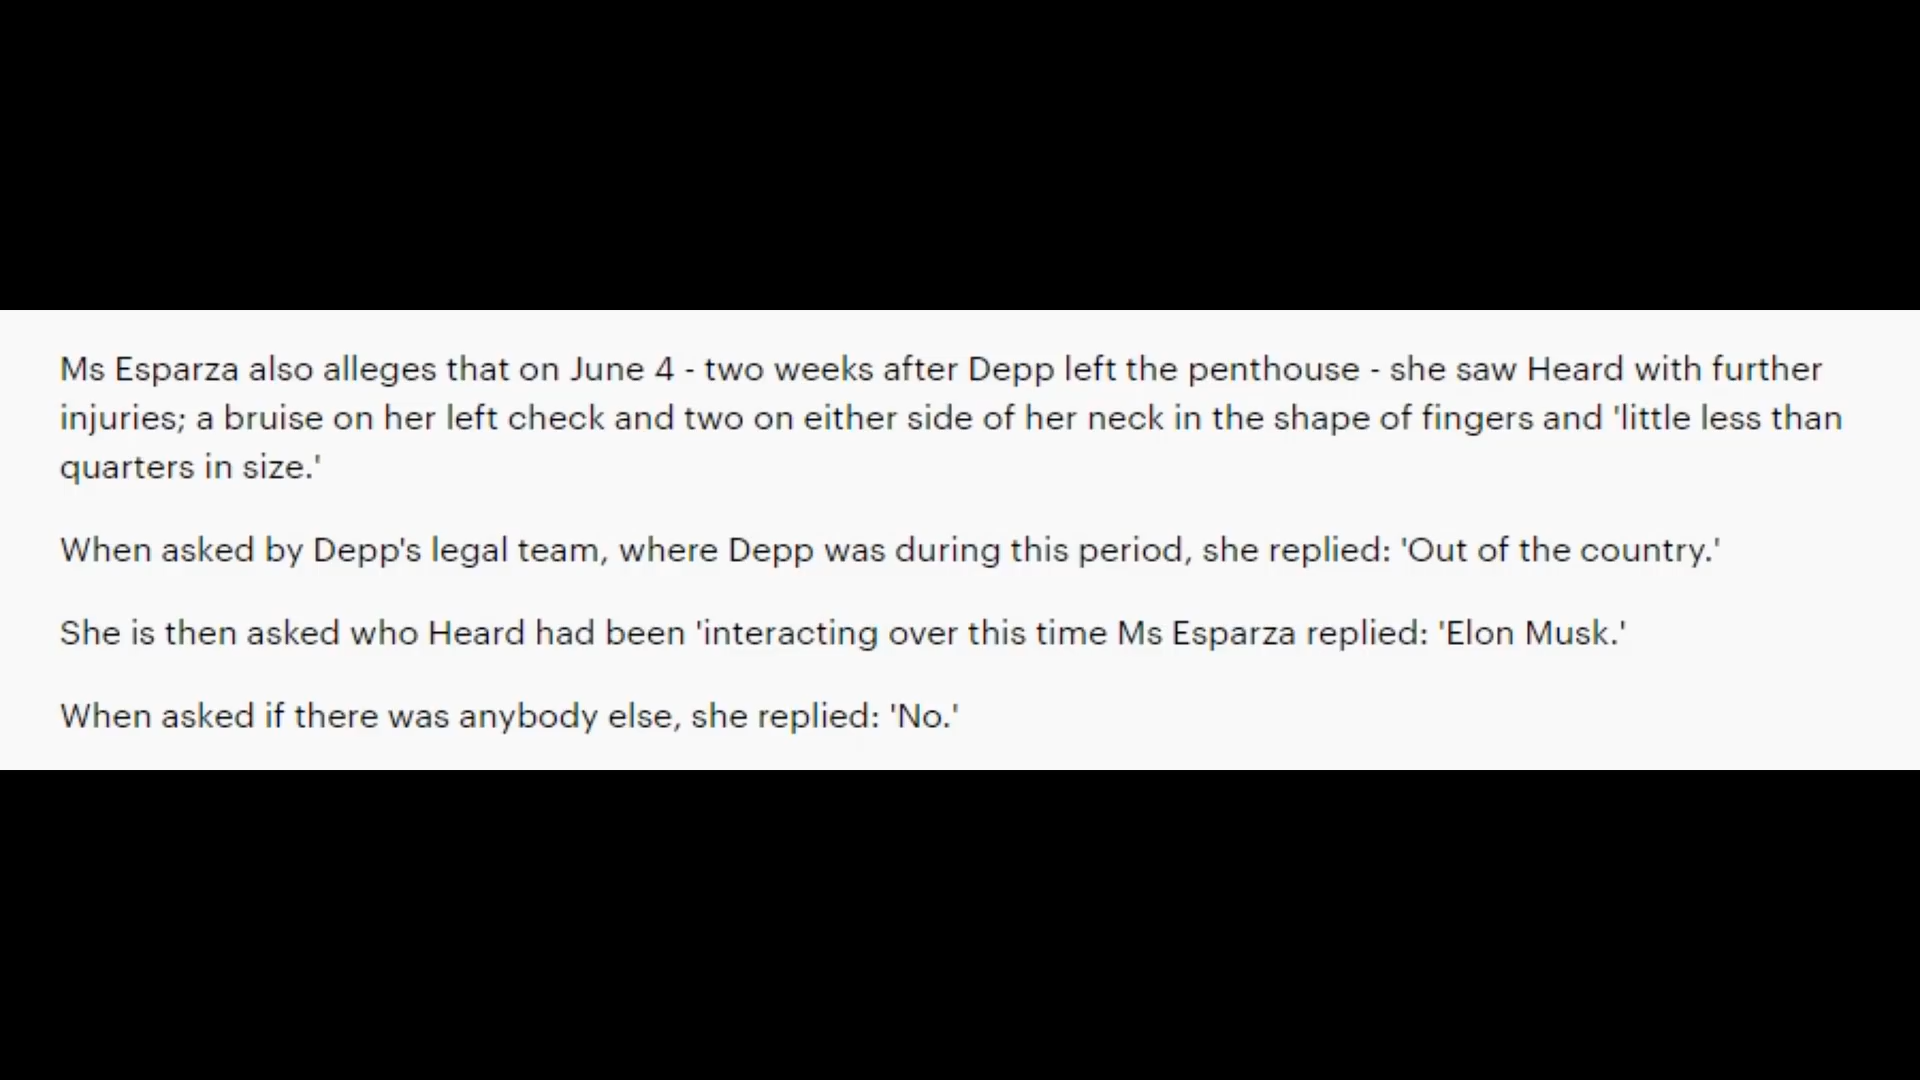 Ms Esparza also alleges that on June 4 - two weeks after Depp left the penthouse - she saw Heard with further
injuries; a bruise on her left check and two on either side of her neck in the shape of fingers and 'little less than
quarters in size.'
When asked by Depp's legal team, where Depp was during this period, she replied: 'Out of the country.'
She is then asked who Heard had been 'interacting over this time Ms Esparza replied: 'Elon Musk.'
When asked if there was anybody else, she replied: 'No.'